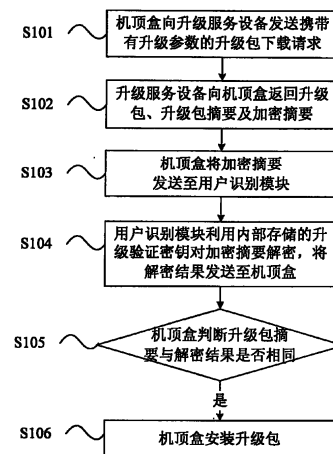 S101
机顶盒向升级服务设备发送携带
有升级参数的升级包下载请求
S102
升级服务设备向机顶盒返回升级
包、升级包摘要及加密摘要
S103
机顶盒将加密摘要
发送至用户识别模块
S104
用户识别模块利用内部存储的升
级验证密钥对加密摘要解密，将
解密结果发送至机顶盒
S105
机顶盒判断升级包摘
要与解密结果是否相同
是
S106
机顶盒安装升级包